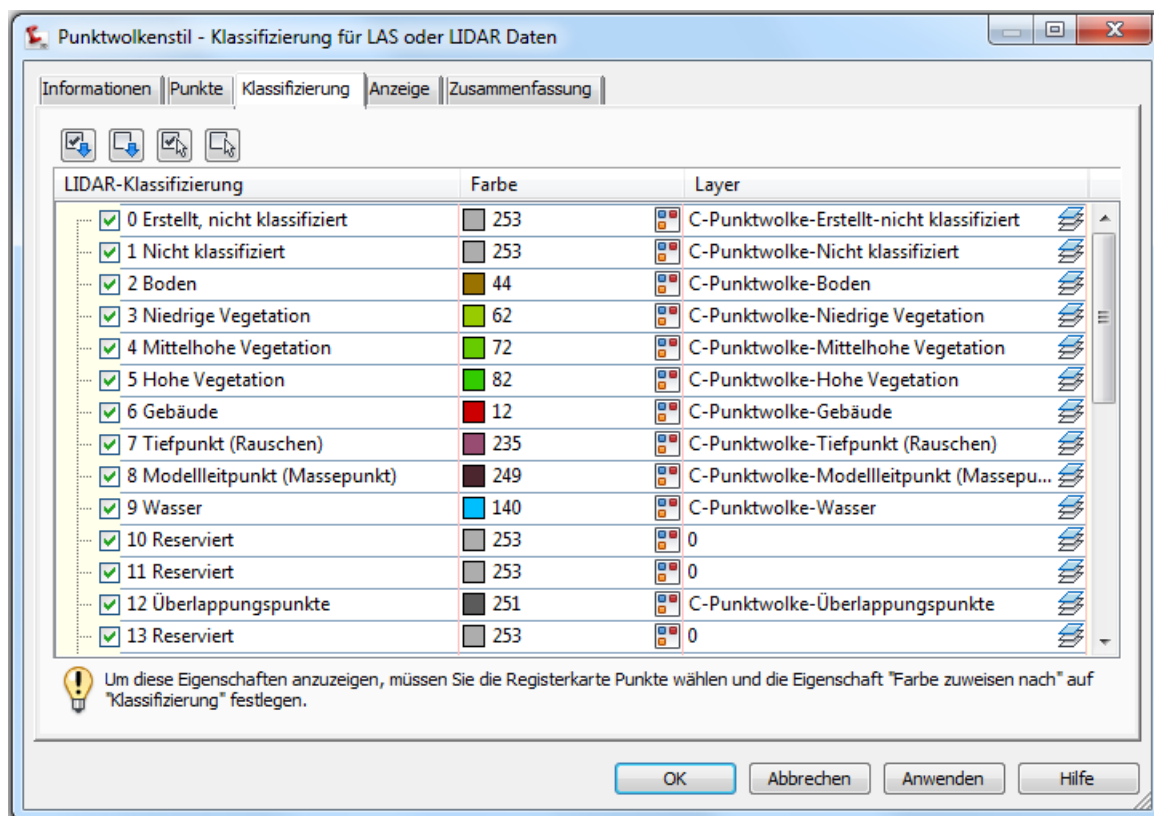 Punktwolkenstil - Klassifizierung für LAS oder LIDAR Daten
Informationen Punkte Klassifizierung Anzeige Zusammenfassung
LIDAR-Klassifizierung Farbe Layer
0 Erstellt, nicht klassifiziert 253 C-Punktwolke-Erstellt-nicht klassifiziert
1 Nicht klassifiziert 253 C-Punktwolke-Nicht klassifiziert
2 Boden 44 C-Punktwolke-Boden
3 Niedrige Vegetation 62 C-Punktwolke-Niedrige Vegetation
4 Mittelhohe Vegetation 72 C-Punktwolke-Mittelhohe Vegetation
5 Hohe Vegetation 82 C-Punktwolke-Hohe Vegetation
6 Gebäude 12 C-Punktwolke-Gebäude
7 Tiefpunkt (Rauschen) 235 C-Punktwolke-Tiefpunkt (Rauschen)
8 Modellleitpunkt (Massepunkt) 249 C-Punktwolke-Modellleitpunkt (Massepu...
9 Wasser 140 C-Punktwolke-Wasser
10 Reserviert 253 0
11 Reserviert 253 0
12 Überlappungspunkte 251 C-Punktwolke-Überlappungspunkte
13 Reserviert 253 0
Um diese Eigenschaften anzuzeigen, müssen Sie die Registerkarte Punkte wählen und die Eigenschaft "Farbe zuweisen nach" auf
"Klassifizierung" festlegen.
OK Abbrechen Anwenden Hilfe